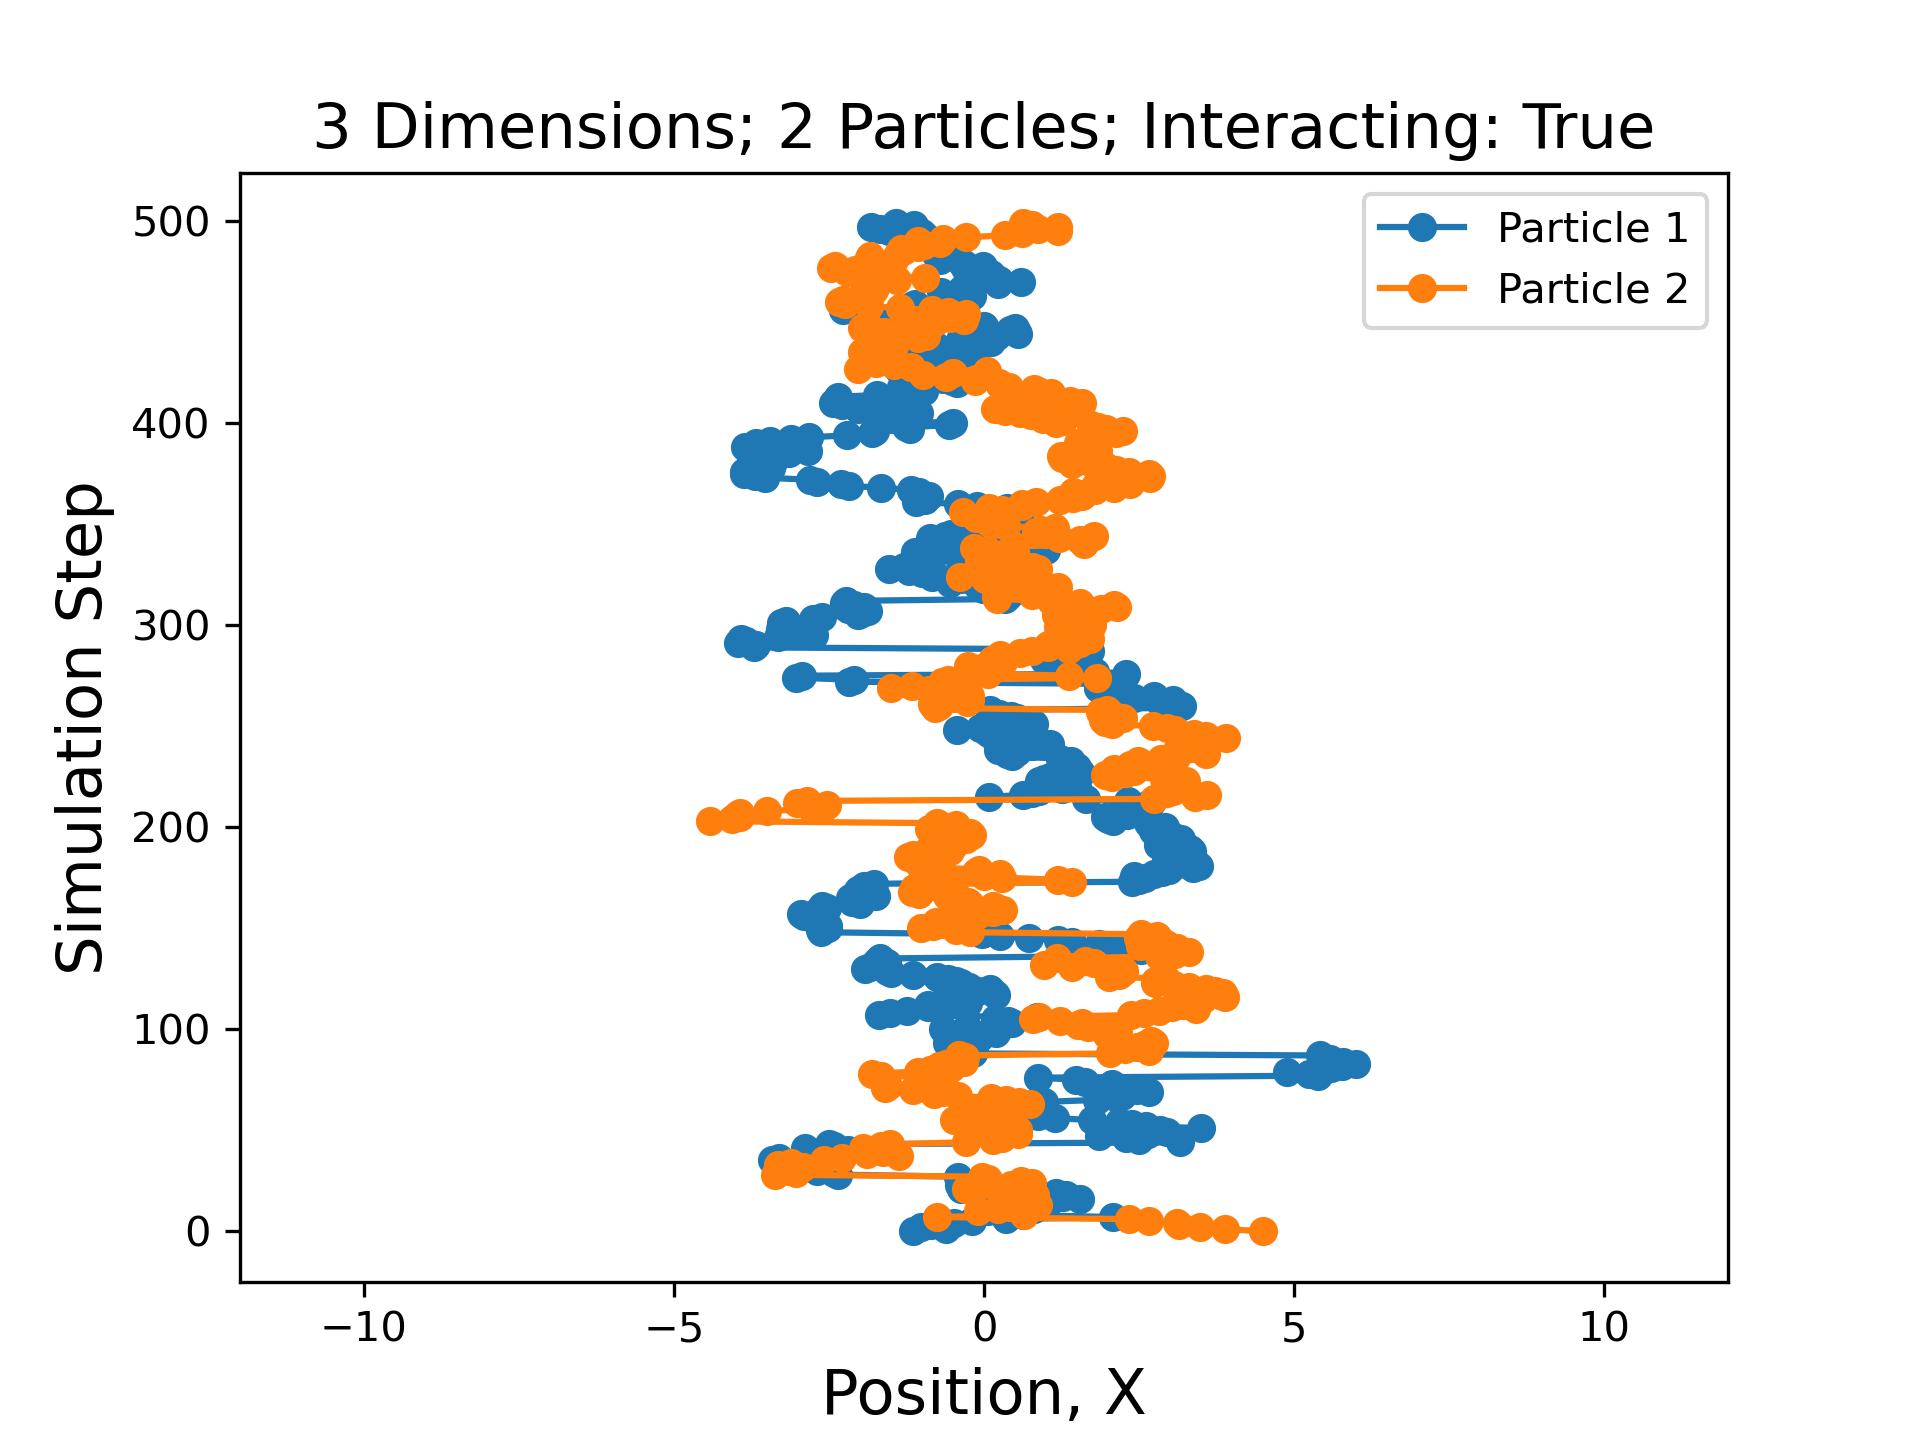 3 Dimensions; 2 Particles; Interacting: True
Particle 1
Particle 2
500
400
300
200
100
0
Simulation Step
−10
−5
0
5
10
Position, X